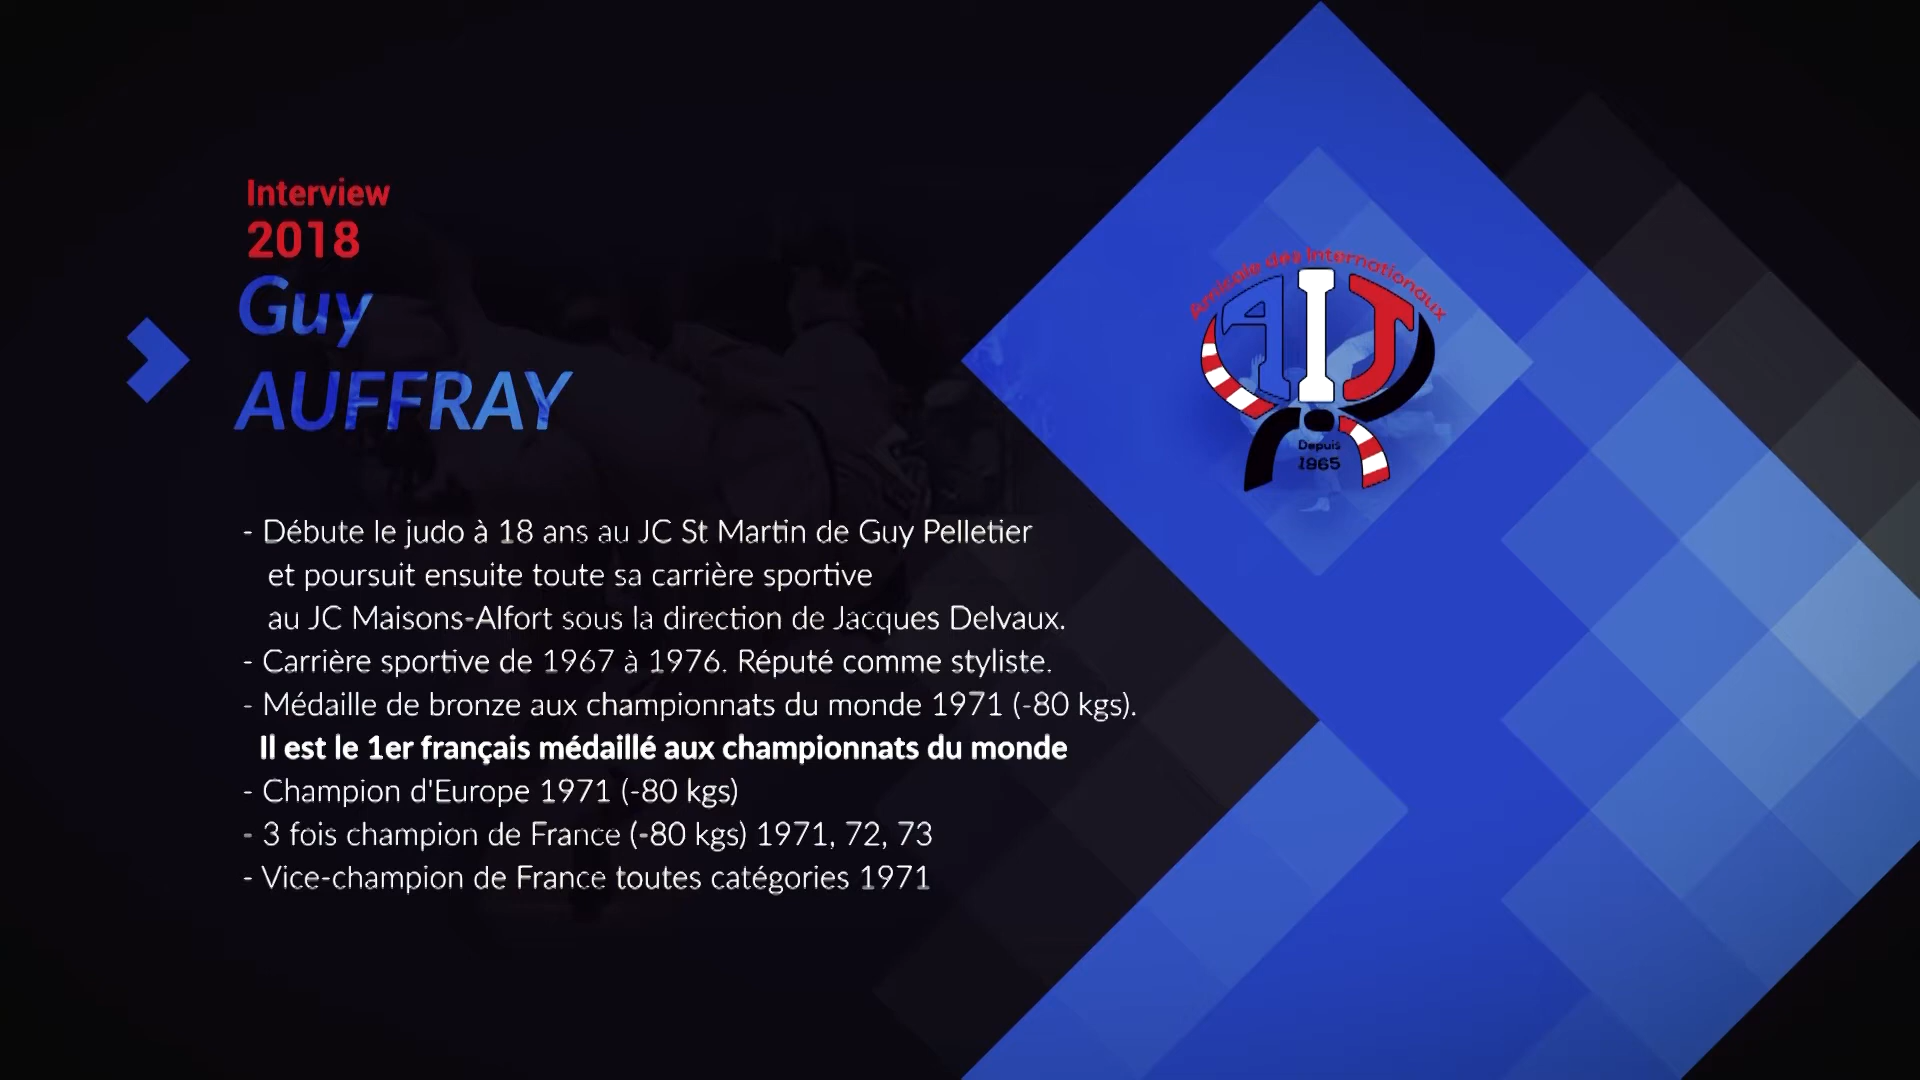 Interview
2018
Guy
AUFFRAY
- Débute le judo à 18 ans au JC St Martin de Guy Pelletier
et poursuit ensuite toute sa carrière sportive
au JC Maisons-Alfort sous la direction de Jacques Delvaux.
- Carrière sportive de 1967 à 1976. Réputé comme styliste.
- Médaille de bronze aux championnats du monde 1971 (-80 kgs).
Il est le 1er français médaillé aux championnats du monde
- Champion d'Europe 1971 (-80 kgs)
- 3 fois champion de France (-80 kgs) 1971, 72, 73
- Vice-champion de France toutes catégories 1971
Amicale des Internationaux
AIJ
Depuis
1965